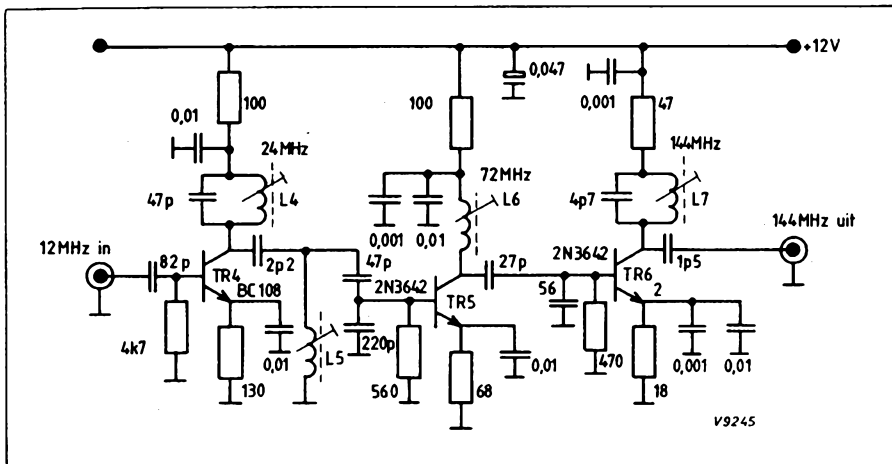 +12V
0,047
100
100
0,001
47
0,01
24MHz
144MHz
72MHz
47p
L4
L6
4p7
L7
0,001
0,01
12MHz in
144MHz uit
82p
2p2
47p
2N3642
27p
2N3642
1p5
TR4
BC108
TR5
56
TR6
2
4k7
0,01
L5
220p
0,01
470
0,001
0,01
130
560
68
18
V9245